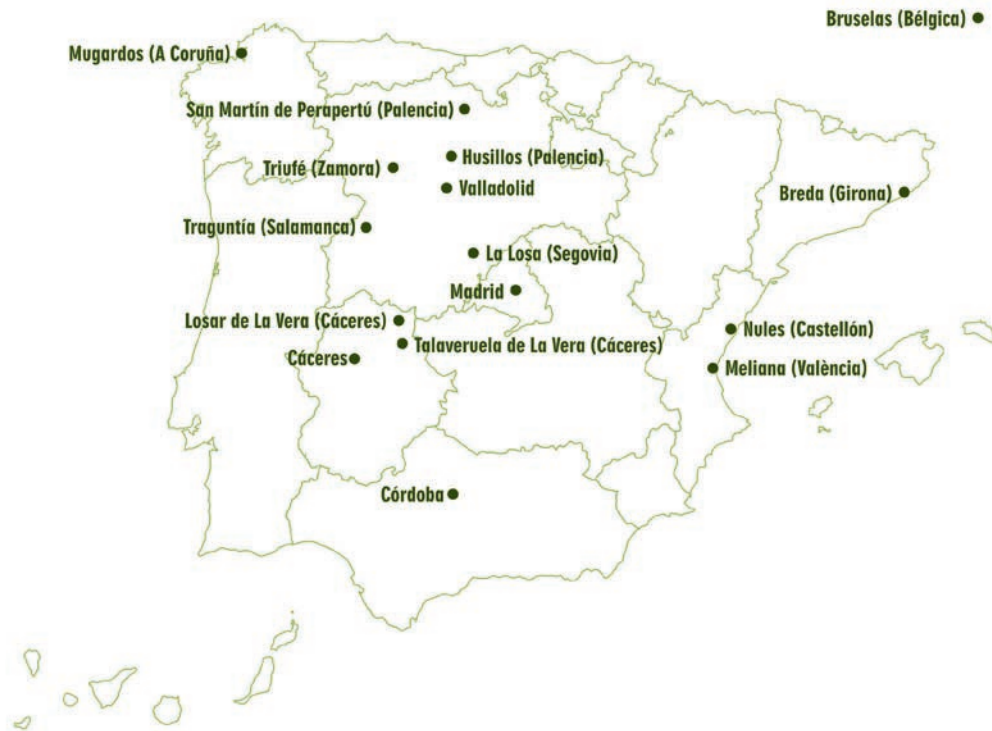 Bruselas (Bélgica)
Mugardos (A Coruña)
San Martín de Perapertú (Palencia)
Husillos (Palencia)
Triufé (Zamora)
Valladolid
Breda (Girona)
Traguntía (Salamanca)
La Losa (Segovia)
Madrid
Losar de La Vera (Cáceres)
Nules (Castellón)
Talaveruela de La Vera (Cáceres)
Cáceres
Meliana (València)
Córdoba